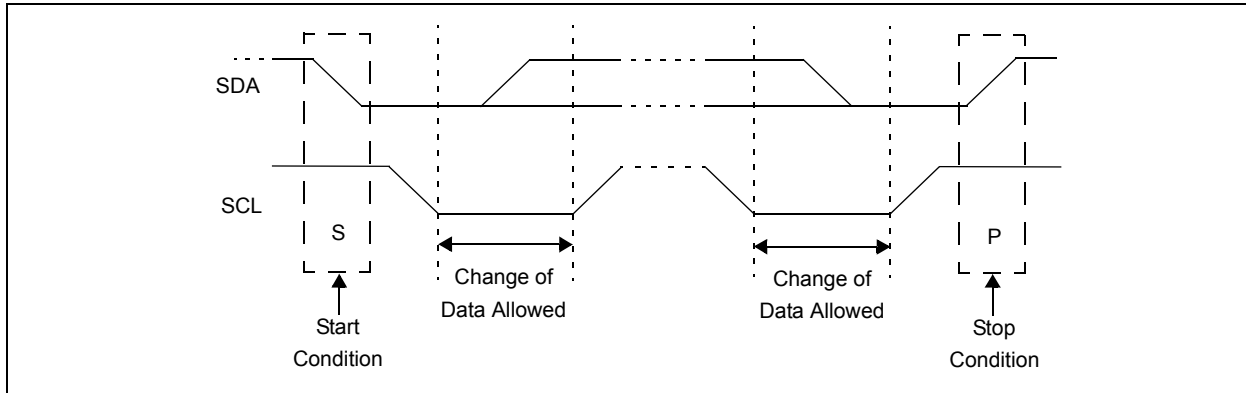 SDA
SCL
S
P
Change of
Data Allowed
Change of
Data Allowed
Start
Condition
Stop
Condition